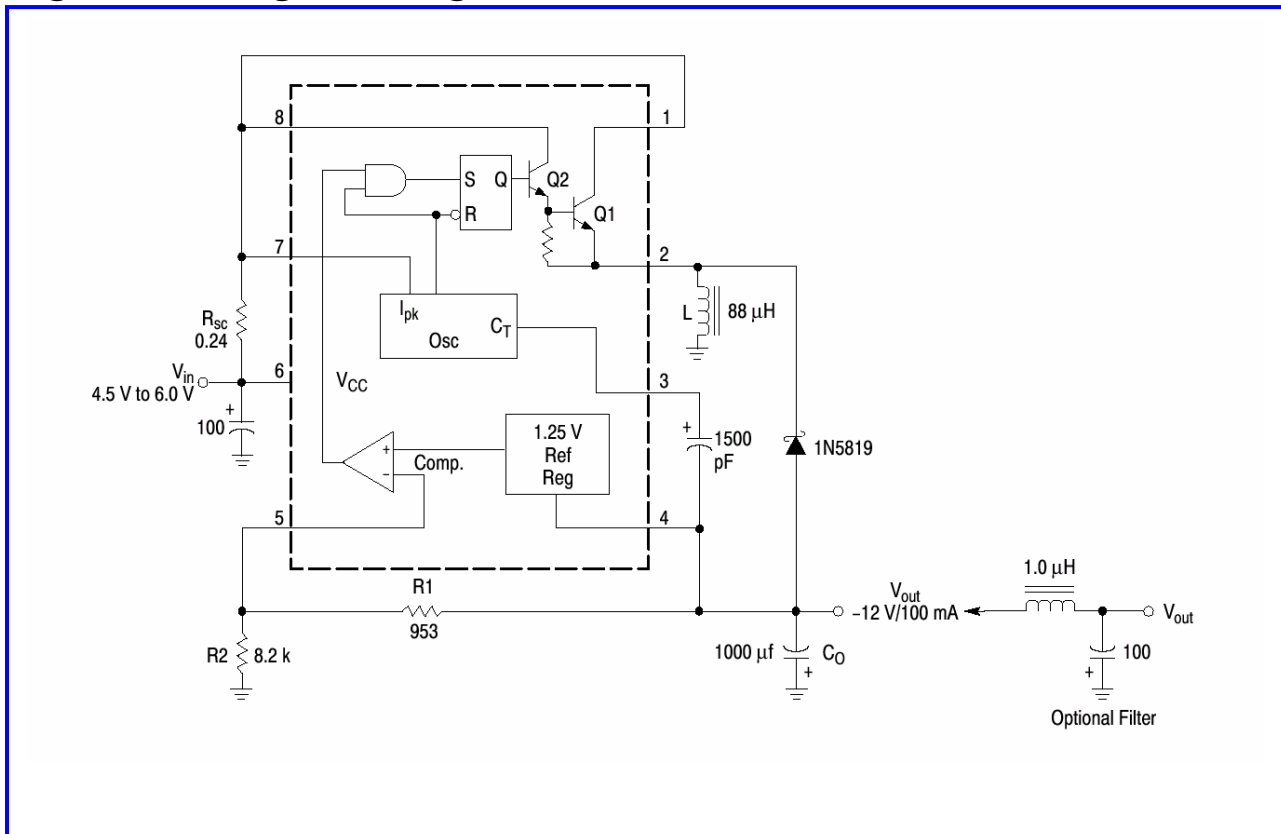 8
1
S
Q
Q2
R
Q1
7
2
Ipk
CT
Osc
L
88 μH
Rsc
0.24
Vin
4.5 V to 6.0 V
6
VCC
3
+
100
1.25 V
Ref
Reg
+
−
Comp.
+
1500
pF
1N5819
5
4
R1
953
Vout
−12 V/100 mA
1.0 μH
Vout
R2
8.2 k
1000 μf
CO
+
100
+
Optional Filter